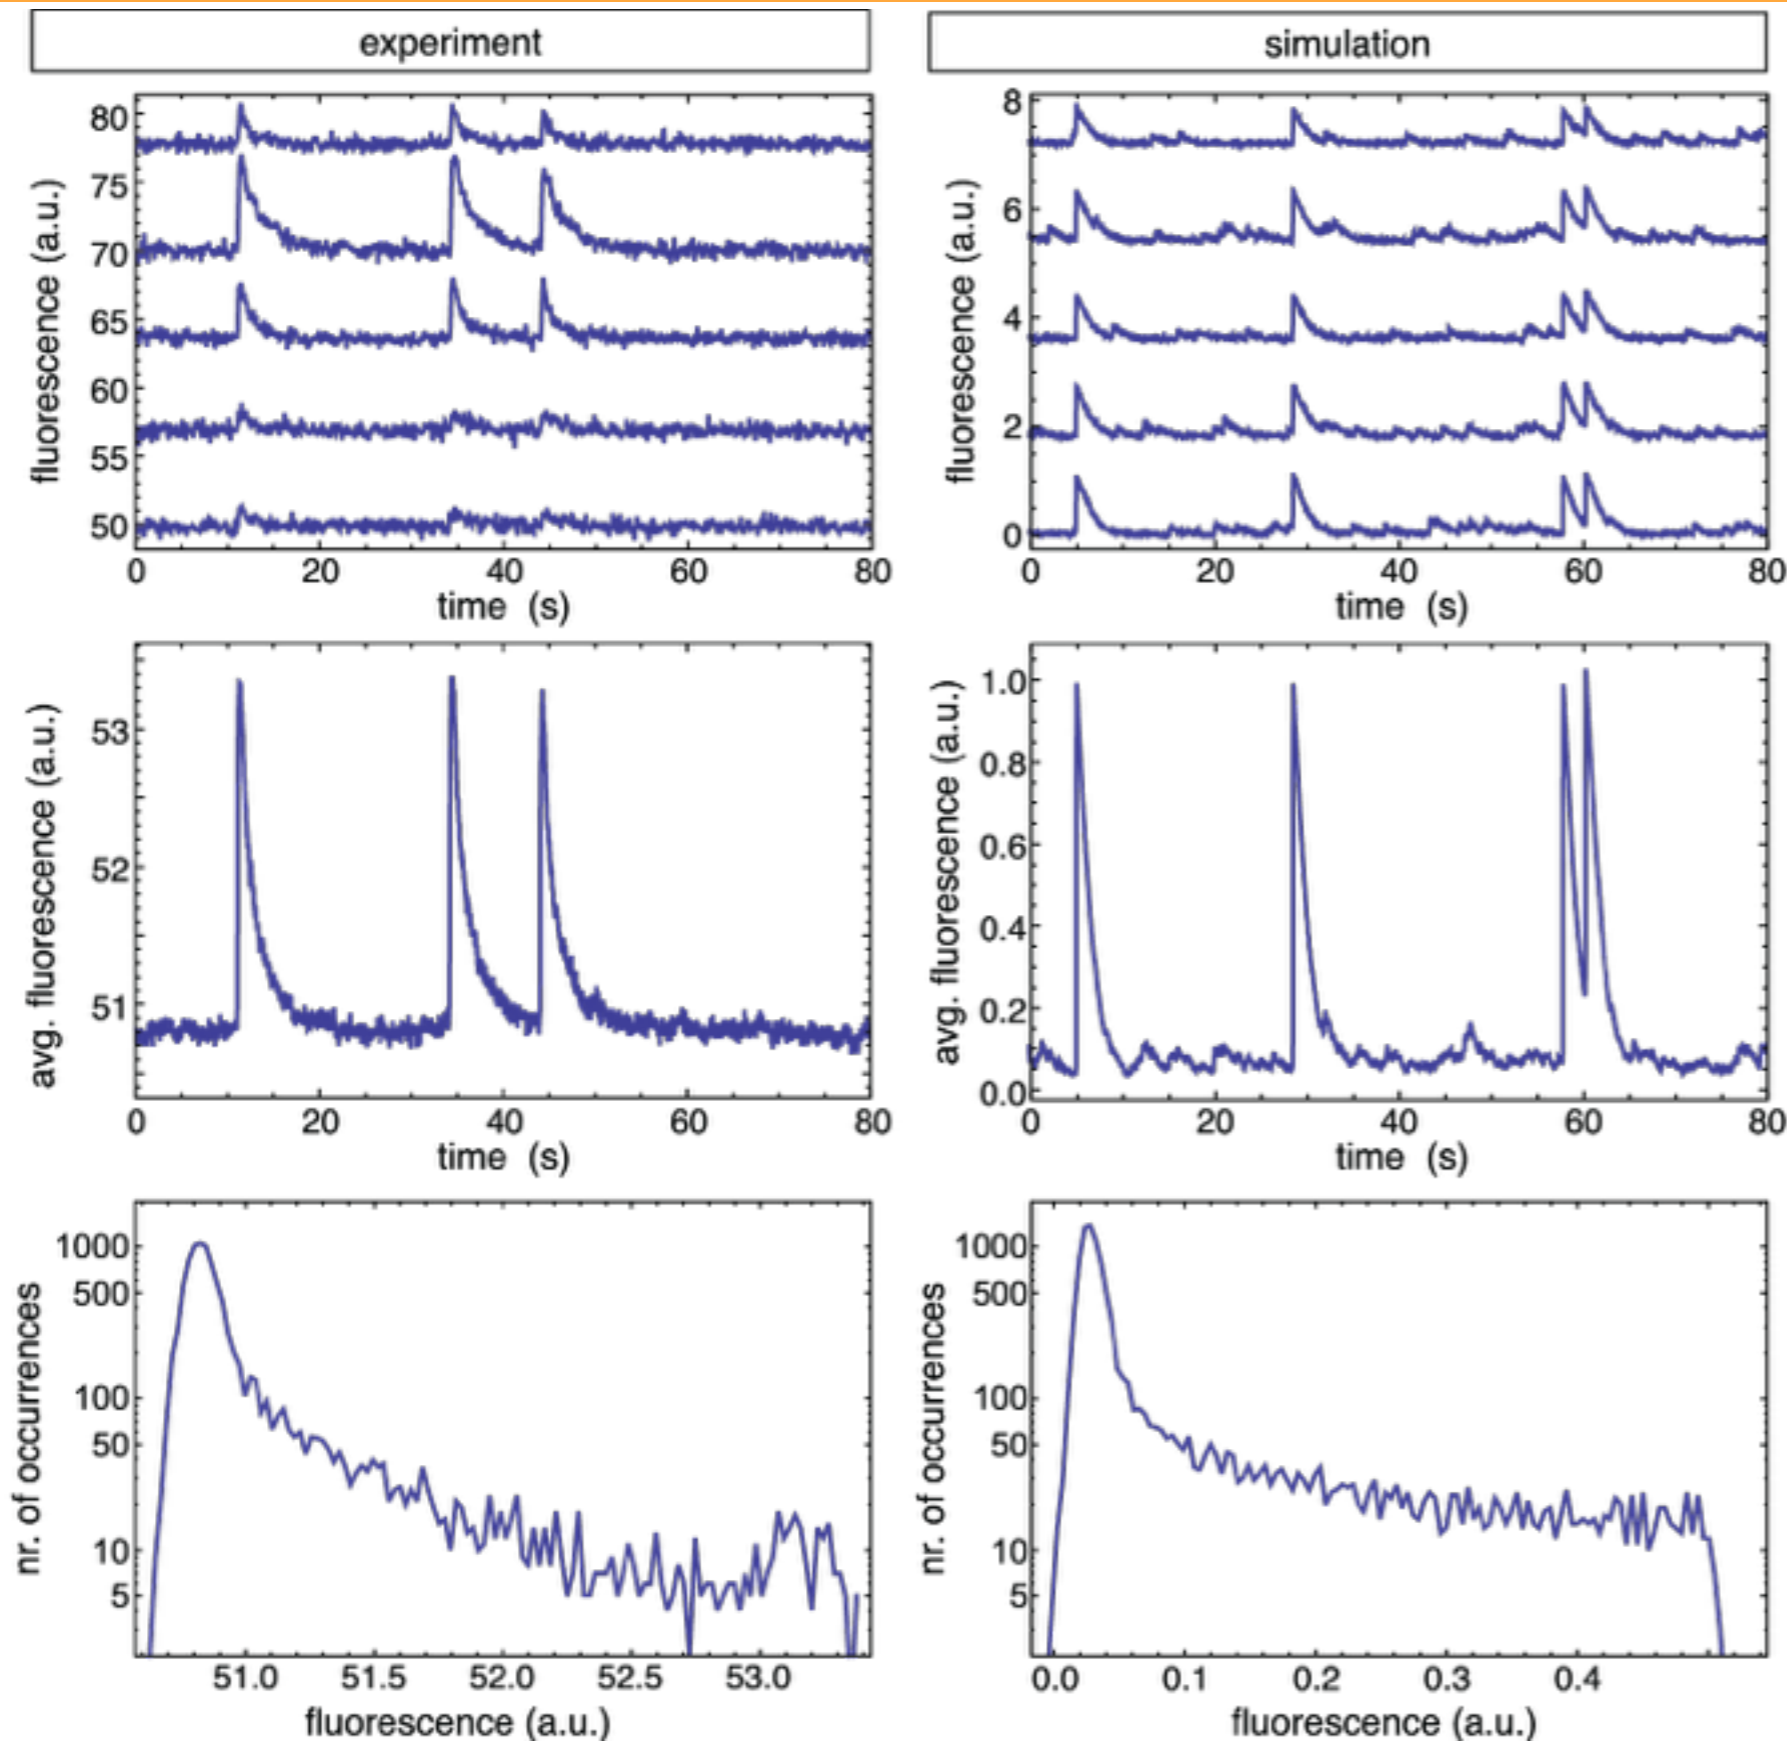 experiment
simulation
fluorescence (a.u.)
80
75
70
65
60
55
50
0 20 40 60 80
time (s)
fluorescence (a.u.)
8
6
4
2
0
0 20 40 60 80
time (s)
avg. fluorescence (a.u.)
53
52
51
0 20 40 60 80
time (s)
avg. fluorescence (a.u.)
1.0
0.8
0.6
0.4
0.2
0.0
0 20 40 60 80
time (s)
nr. of occurrences
1000
500
100
50
10
5
51.0 51.5 52.0 52.5 53.0
fluorescence (a.u.)
nr. of occurrences
1000
500
100
50
10
5
0.0 0.1 0.2 0.3 0.4
fluorescence (a.u.)